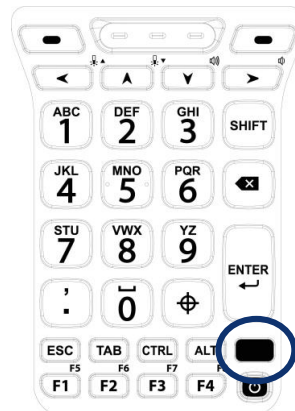 ABC DEF GHI
1 2 3 SHIFT
JKL MNO PQR
4 5 6
STU VWX YZ
7 8 9
ENTER
, .
0
ESC TAB CTRL ALT
F5 F6 F7
F1 F2 F3 F4